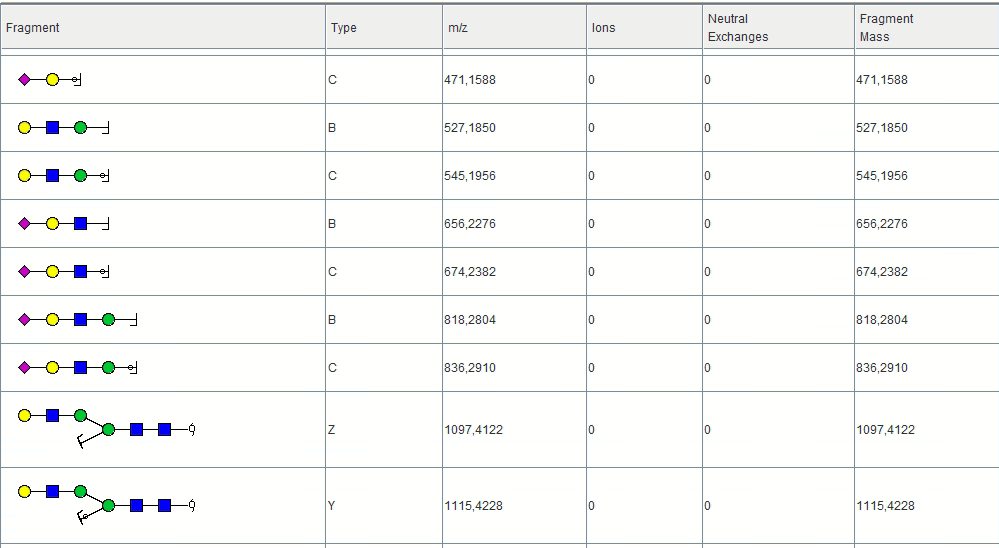 Fragment Type m/z Ions Neutral Exchanges Fragment Mass
C 471,1588 0 0 471,1588
B 527,1850 0 0 527,1850
C 545,1956 0 0 545,1956
B 656,2276 0 0 656,2276
C 674,2382 0 0 674,2382
B 818,2804 0 0 818,2804
C 836,2910 0 0 836,2910
Z 1097,4122 0 0 1097,4122
Y 1115,4228 0 0 1115,4228